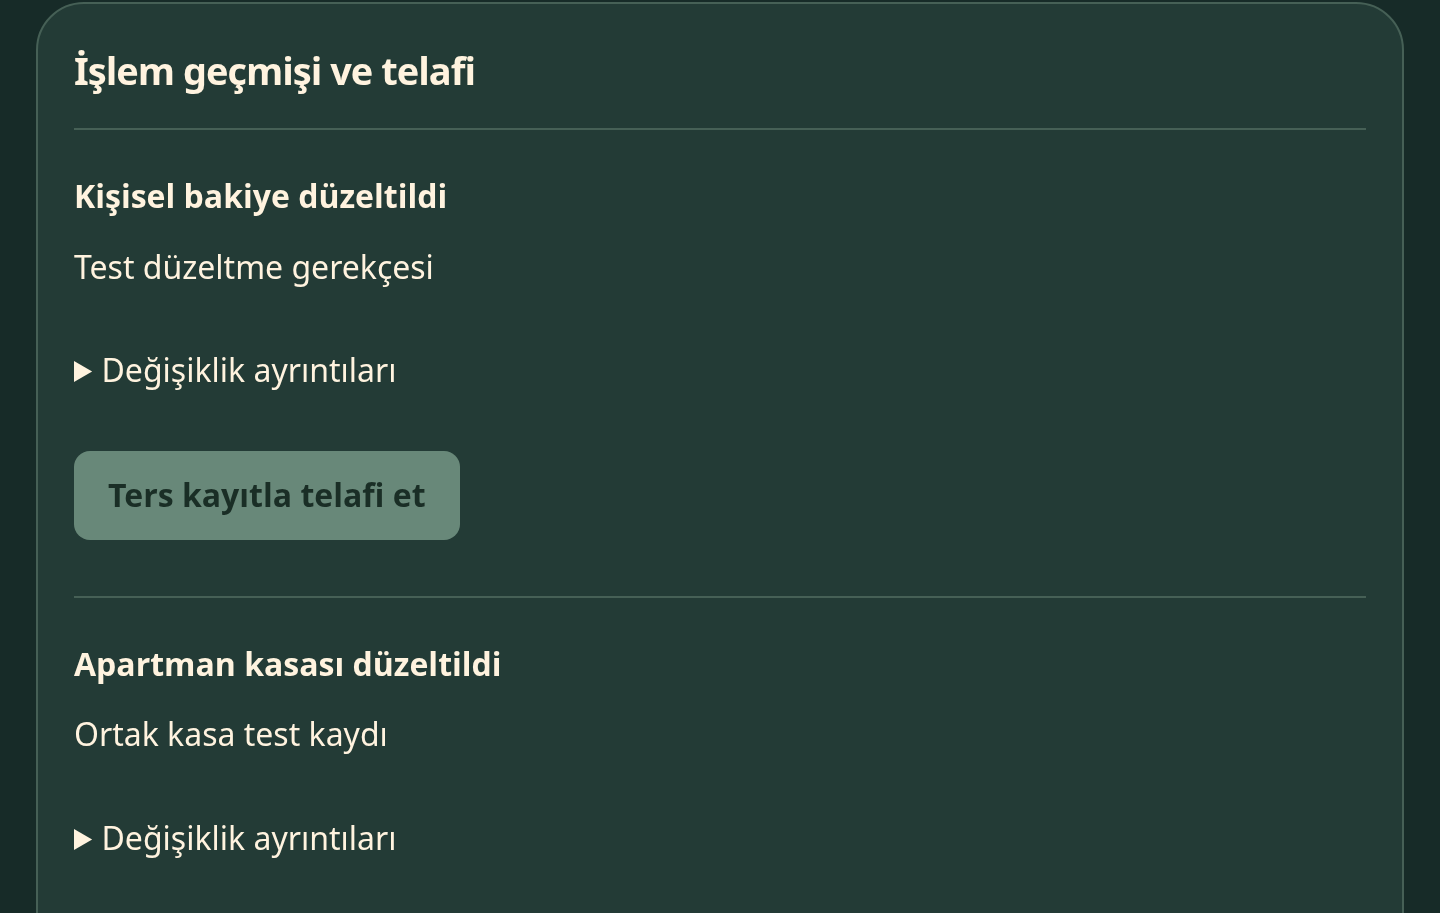 İşlem geçmişi ve telafi
Kişisel bakiye düzeltildi
Test düzeltme gerekçesi
Değişiklik ayrıntıları
Ters kayıtla telafi et
Apartman kasası düzeltildi
Ortak kasa test kaydı
Değişiklik ayrıntıları